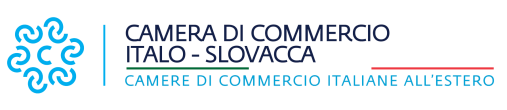 CAMERA DI COMMERCIO
ITALO - SLOVACCA
CAMERE DI COMMERCIO ITALIANE ALL'ESTERO